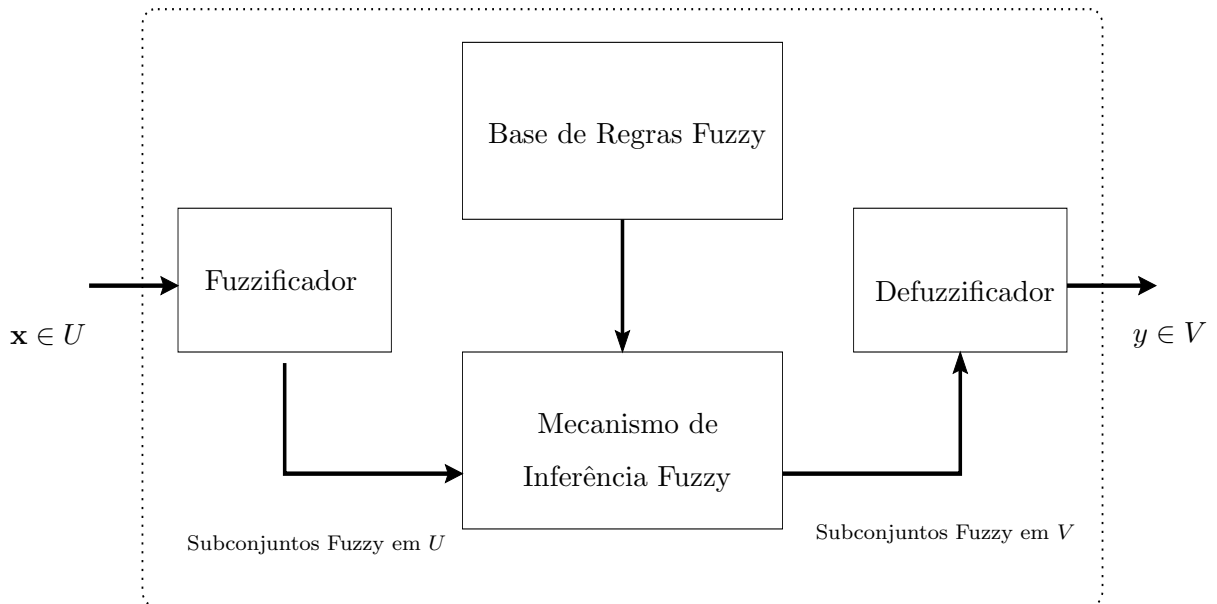 Base de Regras Fuzzy
Fuzzificador
Defuzzificador
x ∈ U
y ∈ V
Mecanismo de
Inferência Fuzzy
Subconjuntos Fuzzy em U
Subconjuntos Fuzzy em V